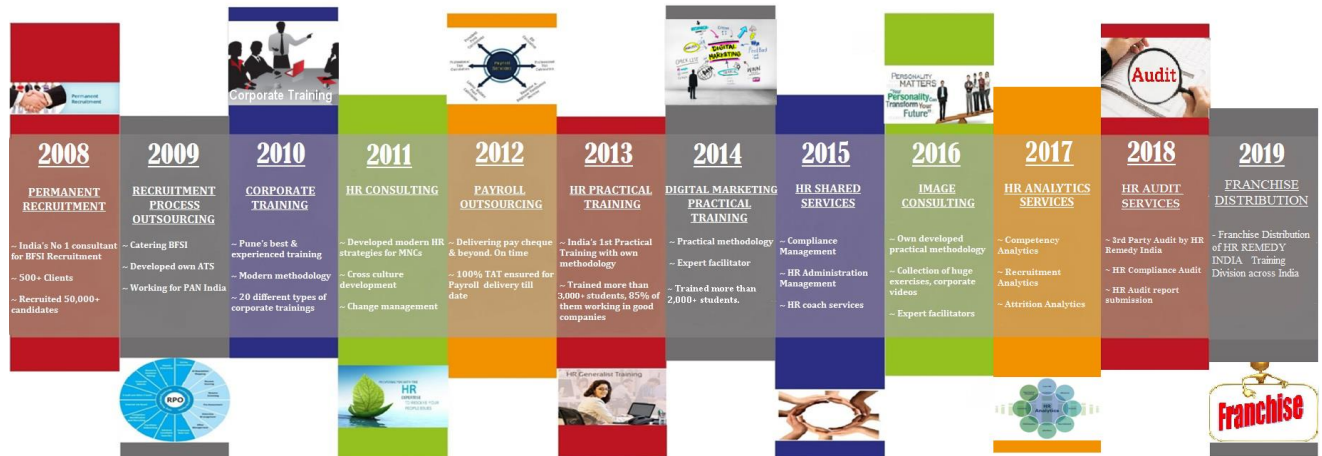 Permanent
Recruitment
2008
PERMANENT
RECRUITMENT
~ India's No 1 consultant
for BFSI Recruitment
~ 500+ Clients
~ Recruited 50,000+
candidates
2009
RECRUITMENT
PROCESS
OUTSOURCING
~ Catering BFSI
~ Developed own ATS
~ Working for PAN India
RPO
Corporate Training
2010
CORPORATE
TRAINING
~ Pune's best &
experienced training
~ Modern methodology
~ 20 different types of
corporate trainings
2011
HR CONSULTING
~ Developed modern HR
strategies for MNCs
~ Cross culture
development
~ Change management
HR
2012
PAYROLL
OUTSOURCING
~ Delivering pay cheque
& beyond. On time
~ 100% TAT ensured for
Payroll delivery till
date
2013
HR PRACTICAL
TRAINING
~ India's 1st Practical
Training with own
methodology
~ Trained more than
3,000+ students, 85% of
them working in good
companies
HR Generalist Training
DIGITAL
MARKETING
2014
DIGITAL MARKETING
PRACTICAL
TRAINING
~ Practical methodology
~ Expert facilitator
~ Trained more than
2,000+ students.
2015
HR SHARED
SERVICES
~ Compliance
Management
~ HR Administration
Management
~ HR coach services
PERSONALITY
MATTERS
"Your
Personality Can
Transform Your
Future"
2016
IMAGE
CONSULTING
~ Own developed
practical methodology
~ Collection of huge
exercises, corporate
videos
~ Expert facilitators
2017
HR ANALYTICS
SERVICES
~ Competency
Analytics
~ Recruitment
Analytics
~ Attrition Analytics
HR
Analytics
Audit
2018
HR AUDIT
SERVICES
~ 3rd Party Audit by HR
Remedy India
~ HR Compliance Audit
~ HR Audit report
submission
2019
FRANCHISE
DISTRIBUTION
- Franchise Distribution
of HR REMEDY
INDIA Training
Division across India
Franchise